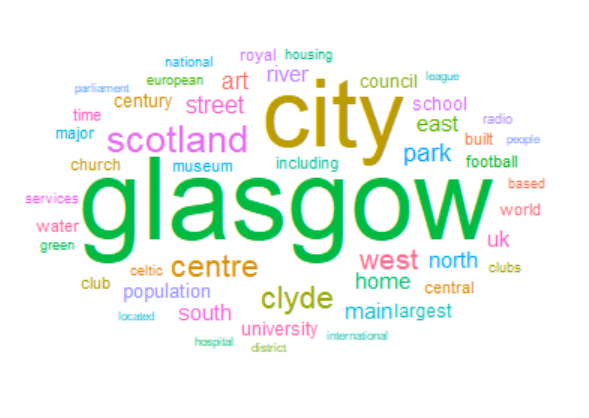 royal housing
national
european art river council league
parliament
century street city school
time radio
major scotland east built people
park football
church museum including
glasgow based
services world
water uk
green
celtic centre west north clubs
club home central
population clyde
located south main largest
university international
hospital district